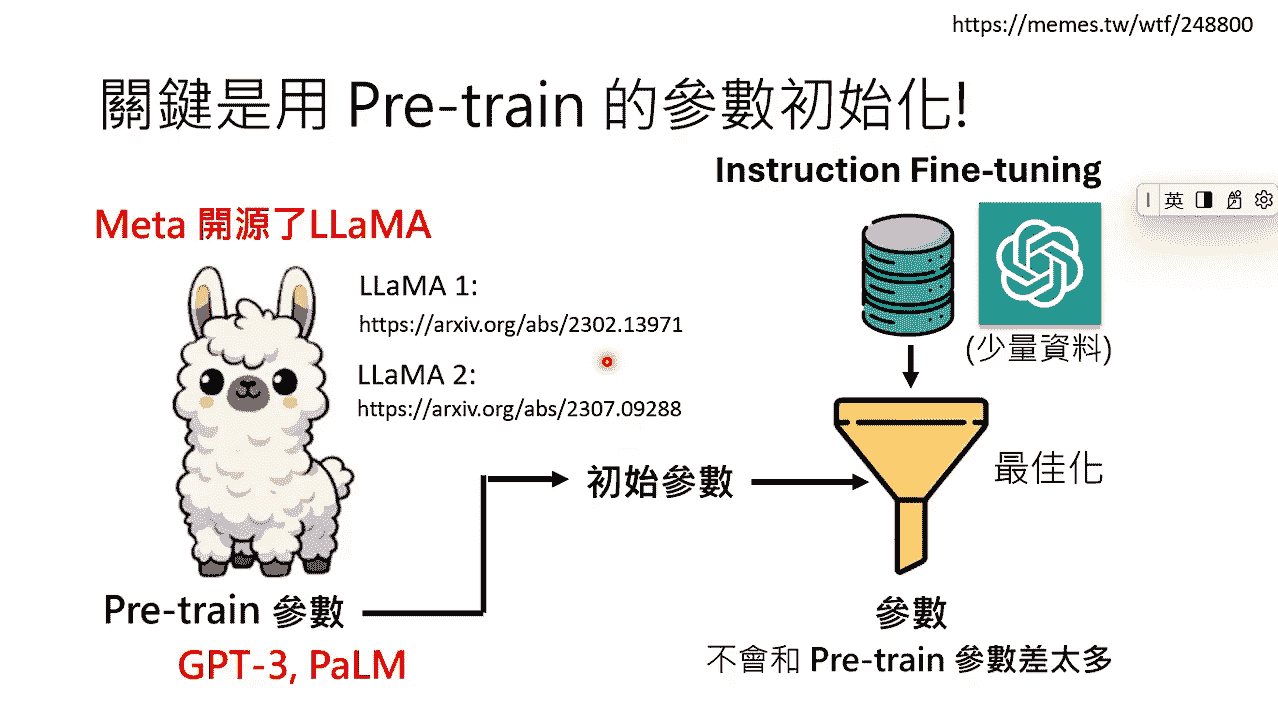 https://memes.tw/wtf/248800
關鍵是用 Pre-train 的參數初始化!
Instruction Fine-tuning
英
Meta 開源了LLaMA
LLaMA 1:
https://arxiv.org/abs/2302.13971
(少量資料)
LLaMA 2:
https://arxiv.org/abs/2307.09288
初始參數
最佳化
Pre-train 參數
參數
GPT-3, PaLM
不會和 Pre-train 參數差太多